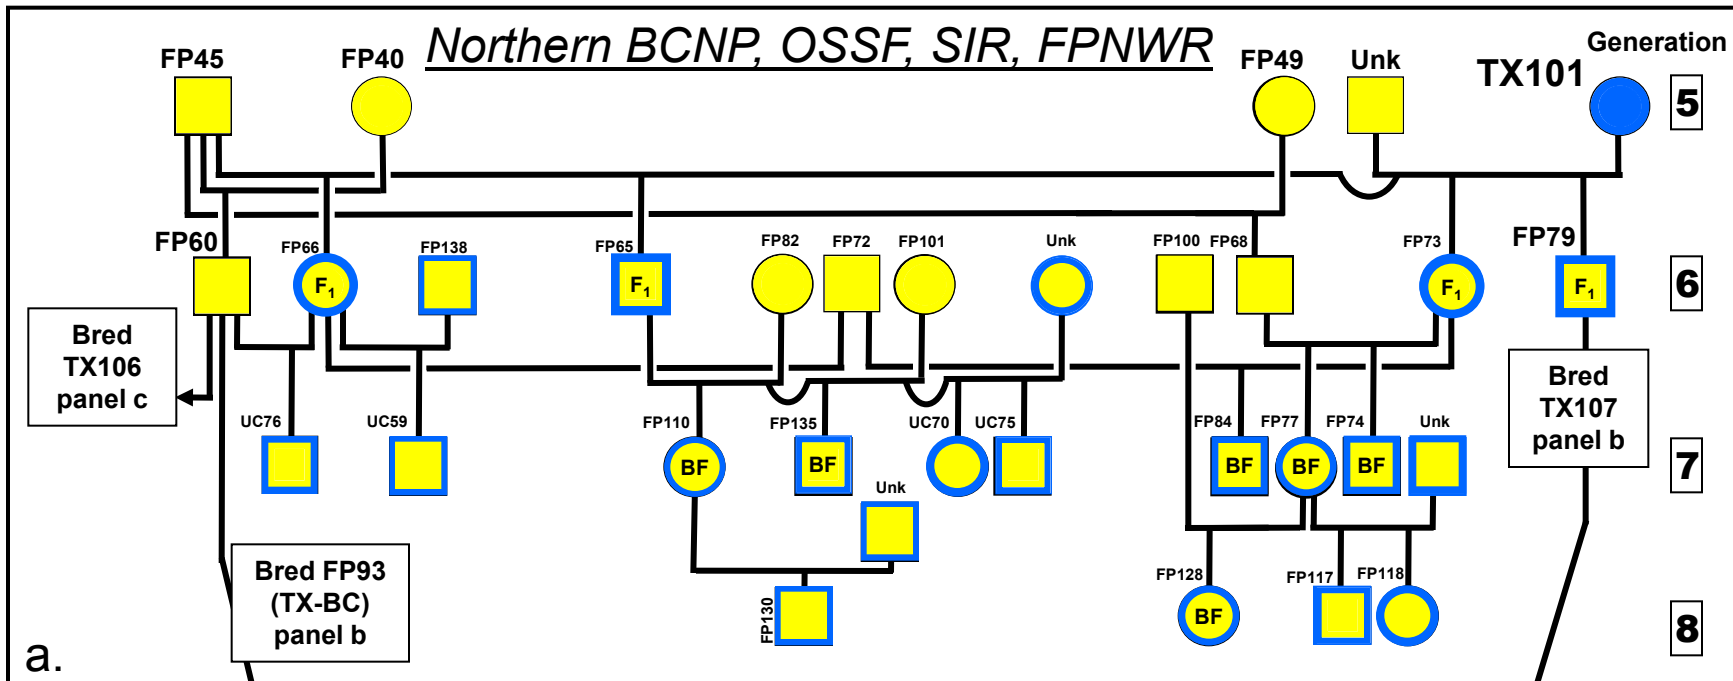 Northern BCNP, OSSF, SIR, FPNWR
Generation
FP45
FP40
FP49
Unk
TX101
5
FP60
FP66
FP138
FP65
FP82
FP72
FP101
Unk
FP100
FP68
FP73
FP79
F1
F1
F1
F1
6
Bred
TX106
panel c
Bred
TX107
panel b
UC76
UC59
FP110
FP135
UC70
UC75
FP84
FP77
FP74
Unk
BF
BF
BF
BF
BF
7
Unk
Bred FP93
(TX-BC)
panel b
FP130
FP128
FP117
FP118
BF
8
a.